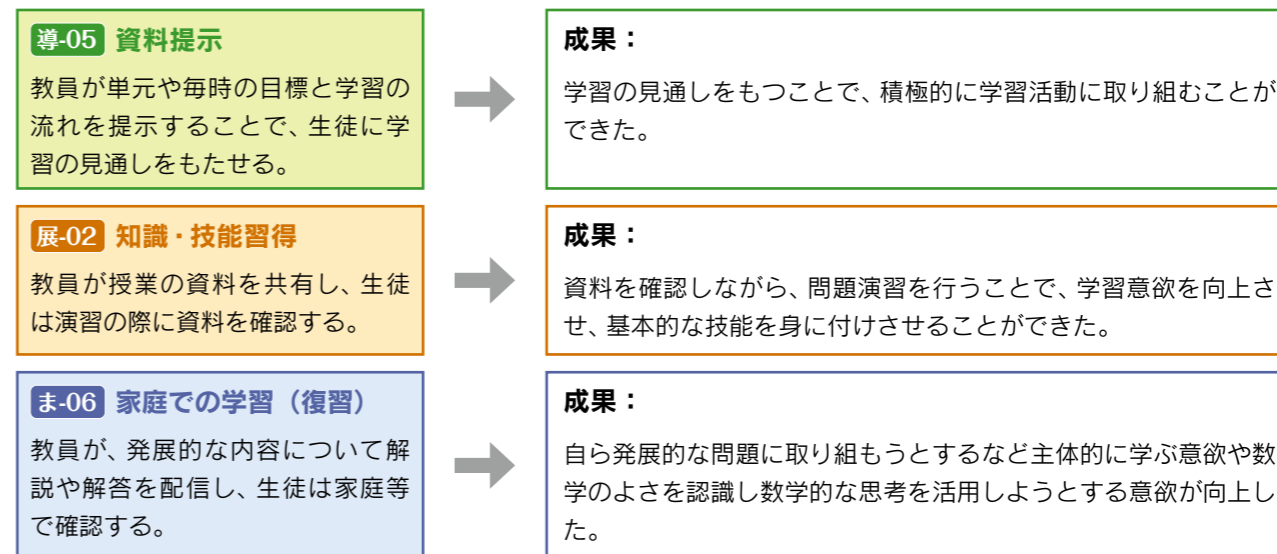 導-05 資料提示
教員が単元や毎時の目標と学習の
流れを提示することで、生徒に学
習の見通しをもたせる。
成果：
学習の見通しをもつことで、積極的に学習活動に取り組むことが
できた。
展-02 知識・技能習得
教員が授業の資料を共有し、生徒
は演習の際に資料を確認する。
成果：
資料を確認しながら、問題演習を行うことで、学習意欲を向上さ
せ、基本的な技能を身に付けさせることができた。
ま-06 家庭での学習（復習）
教員が、発展的な内容について解
説や解答を配信し、生徒は家庭等
で確認する。
成果：
自ら発展的な問題に取り組もうとするなど主体的に学ぶ意欲や数
学のよさを認識し数学的な思考を活用しようとする意欲が向上し
た。